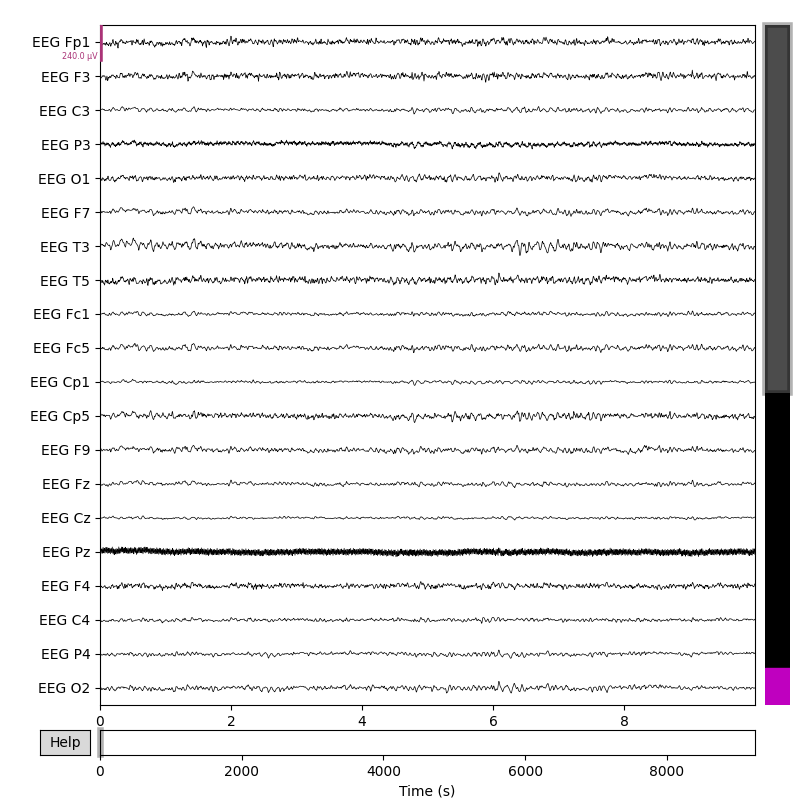 EEG Fp1
240.0 µV
EEG F3
EEG C3
EEG P3
EEG O1
EEG F7
EEG T3
EEG T5
EEG Fc1
EEG Fc5
EEG Cp1
EEG Cp5
EEG F9
EEG Fz
EEG Cz
EEG Pz
EEG F4
EEG C4
EEG P4
EEG O2
0 2 4 6 8
Help
0 2000 4000 6000 8000
Time (s)